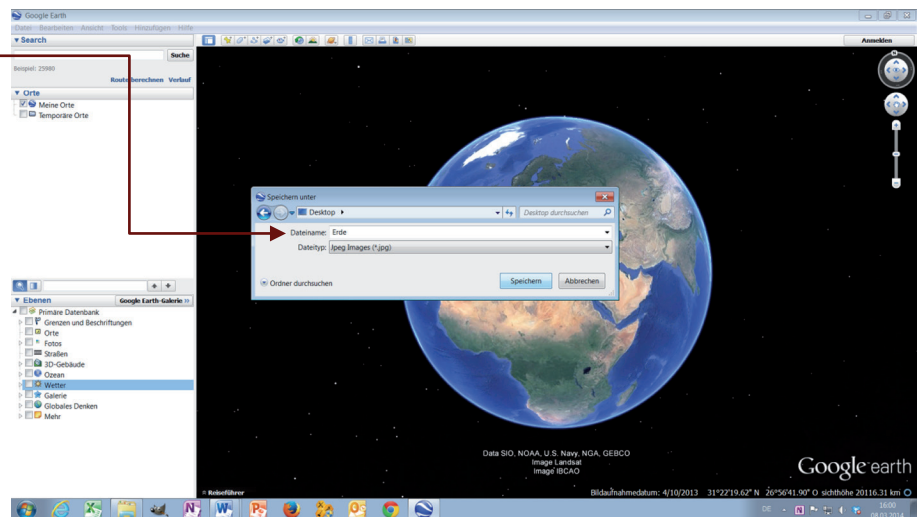 Google Earth
Datei Bearbeiten Ansicht Tools Hinzufügen Hilfe
Search
Suche
Beispiel: 25980
Route berechnen Verlauf
Orte
Meine Orte
Temporäre Orte
Anmelden
N
Speichern unter
Desktop
Desktop durchsuchen
Dateiname: Erde
Dateityp: Jpeg Images (*.jpg)
Ordner durchsuchen
Speichern
Abbrechen
Ebenen
Google Earth-Galerie »
Primäre Datenbank
Grenzen und Beschriftungen
Orte
Fotos
Straßen
3D-Gebäude
Ozean
Wetter
Galerie
Globales Denken
Mehr
Data SIO, NOAA, U.S. Navy, NGA, GEBCO
Image Landsat
Image IBCAO
Google earth
Reiseführer
Bildaufnahmedatum: 4/10/2013 31°22'19.62" N 26°56'41.90" O sichthöhe 20116.31 km
DE
16:00
08.03.2014